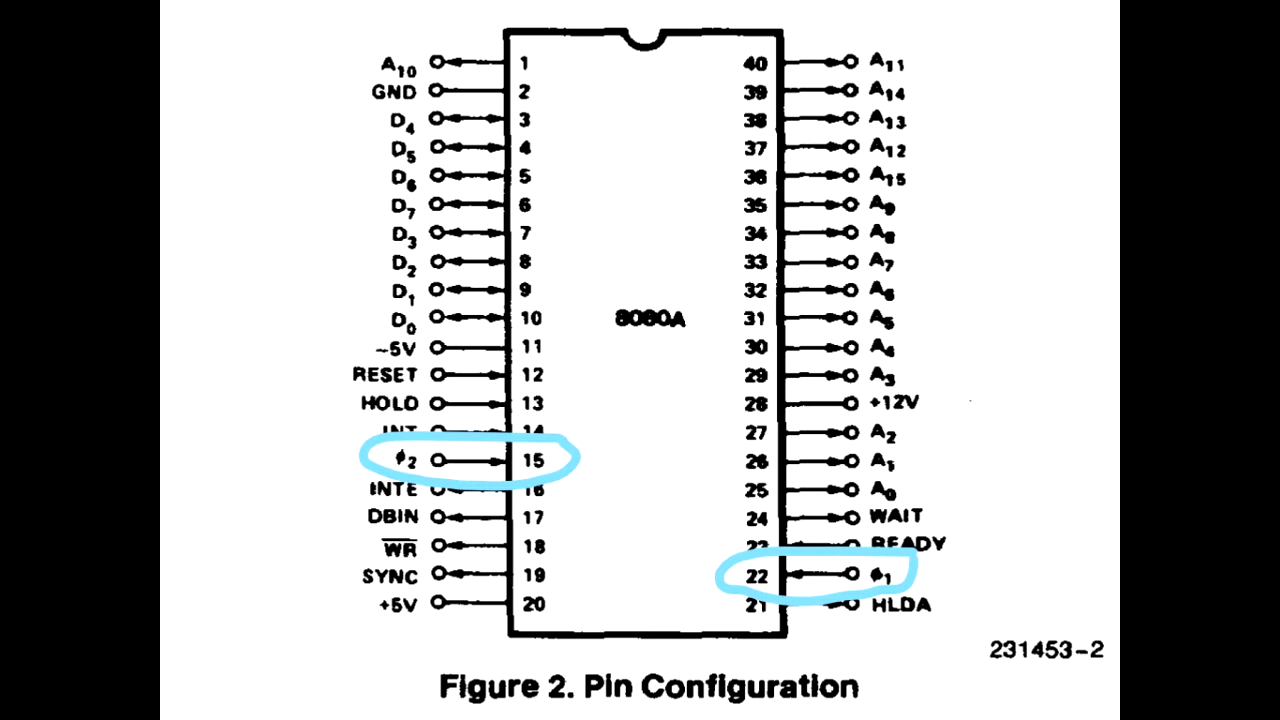 A10 1 40 A11
GND 2 39 A14
D4 3 38 A13
D5 4 37 A12
D6 5 36 A15
D7 6 35 A9
D3 7 34 A8
D2 8 33 A7
D1 9 32 A6
D0 10 31 A5
8080A
-5V 11 30 A4
RESET 12 29 A3
HOLD 13 28 +12V
INT 14 27 A2
ϕ2 15 26 A1
INTE 16 25 A0
DBIN 17 24 WAIT
WR 18 23 READY
SYNC 19 22 ϕ1
+5V 20 21 HLDA
231453-2
Figure 2. Pin Configuration